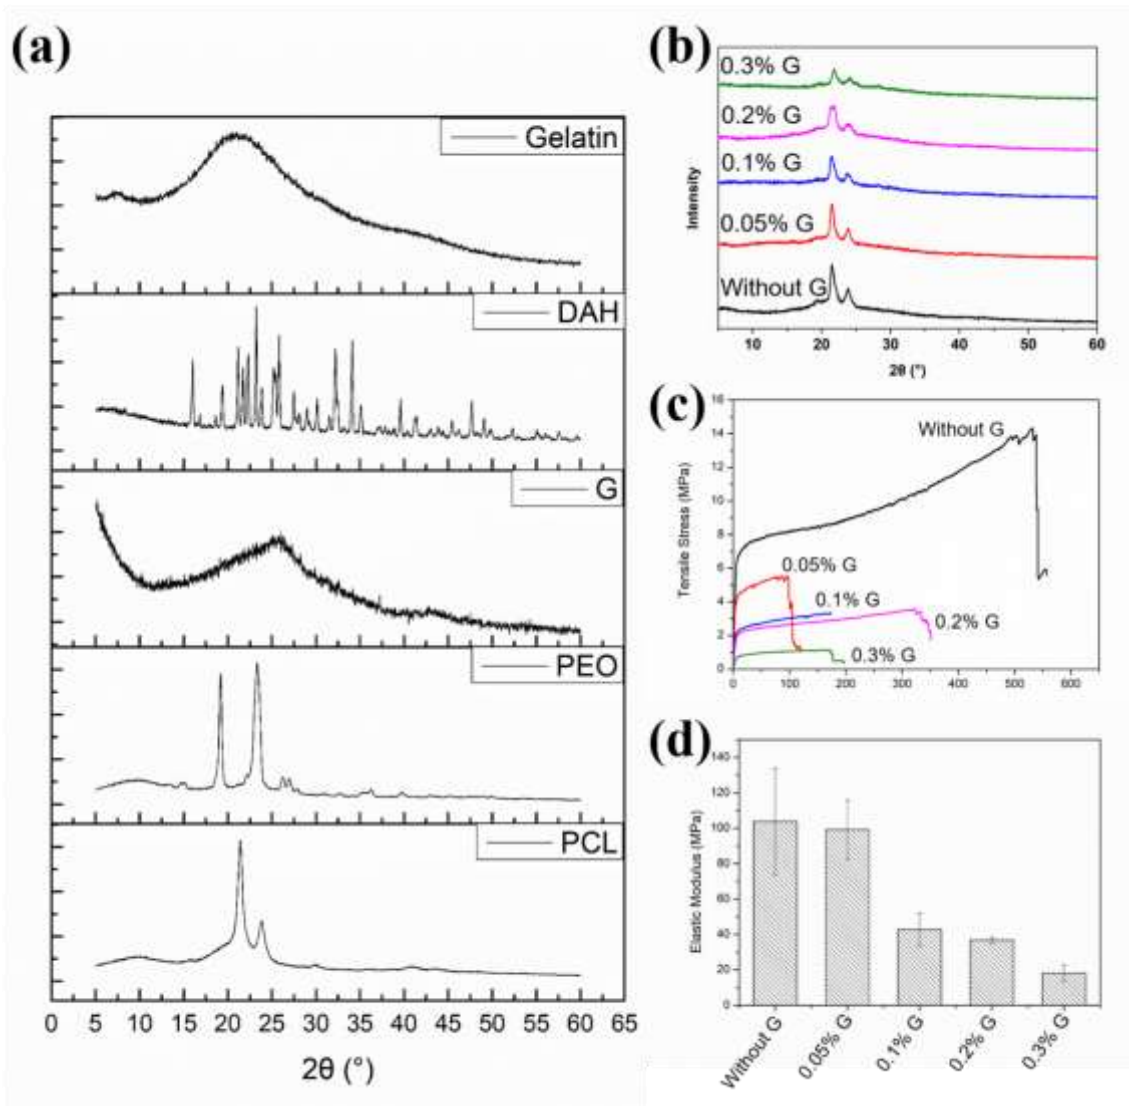 (a)
Gelatin
DAH
G
PEO
PCL
0 5 10 15 20 25 30 35 40 45 50 55 60 65
2θ (°)
(b)
0.3% G
0.2% G
0.1% G
0.05% G
Without G
Intensity
10 20 30 40 50 60
2θ (°)
(c)
16
14
12
10
8
6
4
2
0
Tensile Stress (MPa)
Without G
0.05% G
0.1% G
0.2% G
0.3% G
0 100 200 300 400 500 600
(d)
140
120
100
80
60
40
20
0
Elastic Modulus (MPa)
Without G
0.05% G
0.1% G
0.2% G
0.3% G